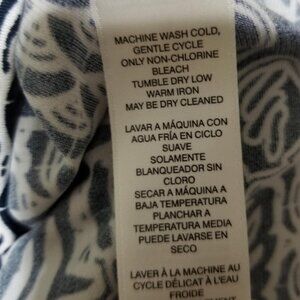 MACHINE WASH COLD,
GENTLE CYCLE
ONLY NON-CHLORINE
BLEACH
TUMBLE DRY LOW
WARM IRON
MAY BE DRY CLEANED
LAVAR A MÁQUINA CON
AGUA FRÍA EN CICLO
SUAVE
SOLAMENTE
BLANQUEADOR SIN
CLORO
SECAR A MÁQUINA A
BAJA TEMPERATURA
PLANCHAR A
TEMPERATURA MEDIA
PUEDE LAVARSE EN
SECO
LAVER À LA MACHINE AU
CYCLE DÉLICAT À L'EAU
FROIDE